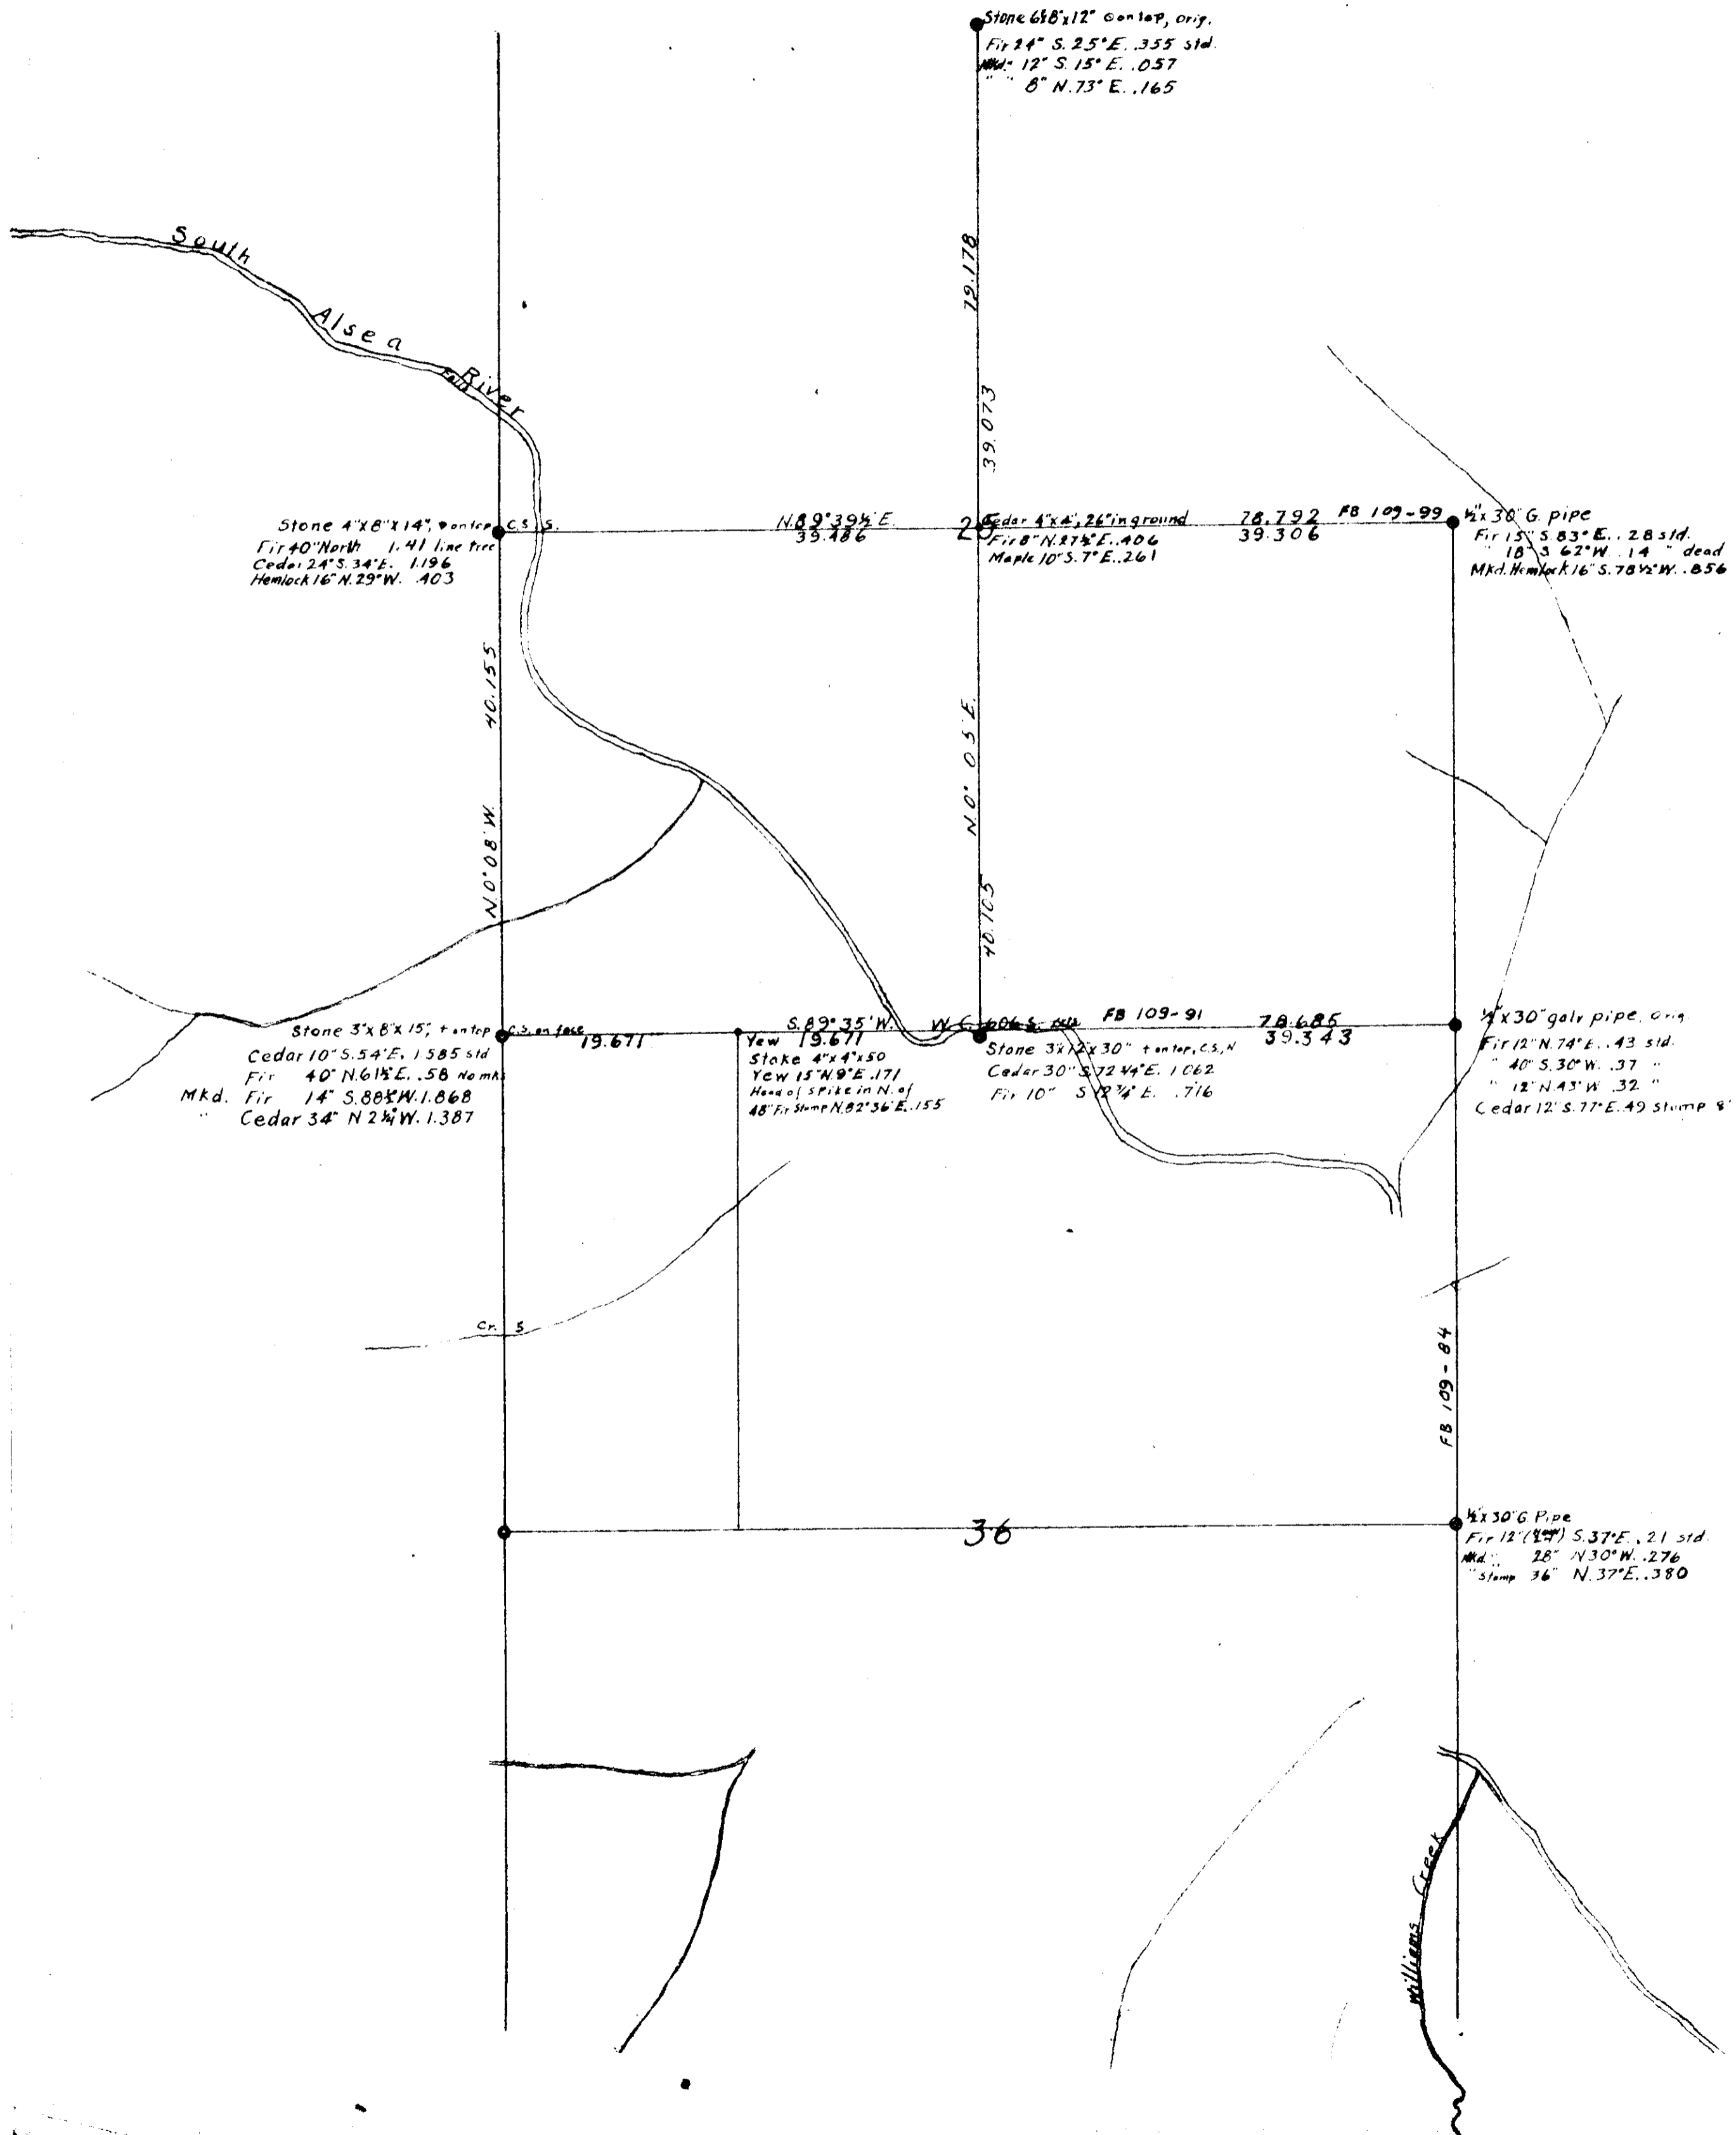 Stone 6"x8"x12" ⊙ on top, orig.
Fir 24" S. 25° E. .355 std.
Mkd. " 12" S. 15° E. .057
" " 8" N. 73° E. .165
South
Alsea
River
79.178
39.073
Stone 4"x8"x14", + on top
Fir 40" North 1.41 line tree
Cedar 24" S. 34° E. 1.196
Hemlock 16" N. 29° W. .403
C.S. S.
N. 89° 39½' E.
39.486
25
Cedar 4"x4", 26" in ground
Fir 8" N. 27½° E. .406
Maple 10" S. 7° E. .261
78.792
39.306
FB 109-99
½"x30" G. pipe
Fir 15" S. 83° E. .28 std.
" 18" S 62° W. .14 " dead
Mkd. Hemlock 16" S. 78½° W. .856
40.155
N. 0° 08' W.
N. 0° 05' E.
40.105
Stone 3"x8"x15", + on top
Cedar 10" S. 54° E. 1.585 std
Fir 40" N. 61½° E. .58 No mks
Mkd. Fir 14" S. 88½° W. 1.868
" Cedar 34" N 2¾° W. 1.387
C.S. on face
19.671
S. 89° 35' W.
19.671
Yew
Stake 4"x4"x50
Yew 15" N. 9° E. .171
Head of spike in N. of
48" Fir Stump N. 82° 36' E. .155
W.C. .606 S.
FB 109-91
78.685
39.343
Stone 3"x12"x30" + on top, C.S., N
Cedar 30" S. 72¾° E. 1.062
Fir 10" S. 12¾° E. .716
½"x30" galv pipe, orig.
Fir 12" N. 74° E. .43 std.
" 40" S. 30° W. .37 "
" 12" N. 43° W .32 "
Cedar 12" S. 77° E. .49 stump 8'
Cr. S
FB 109-84
36
½"x30" G Pipe
Fir 12" S. 37° E. .21 std.
Mkd. " 28" N 30° W. .276
" Stump 36" N. 37° E. .380
Williams Creek